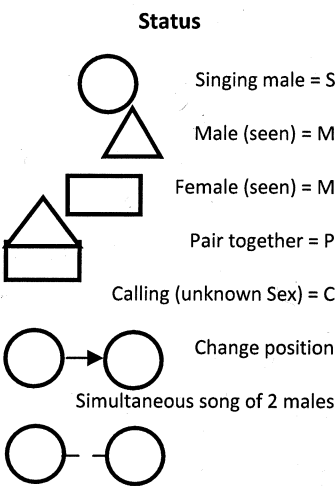 Status
Singing male = S
Male (seen) = M
Female (seen) = M
Pair together = P
Calling (unknown Sex) = C
Change position
Simultaneous song of 2 males